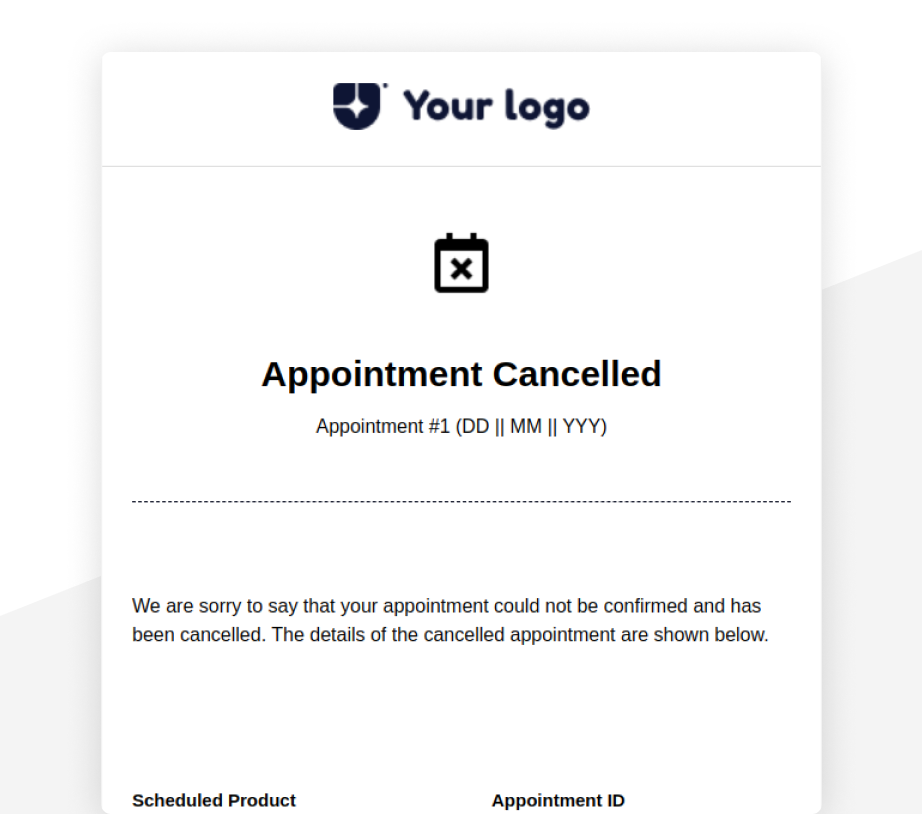 Your logo
Appointment Cancelled
Appointment #1 (DD || MM || YYY)
We are sorry to say that your appointment could not be confirmed and has
been cancelled. The details of the cancelled appointment are shown below.
Scheduled Product
Appointment ID